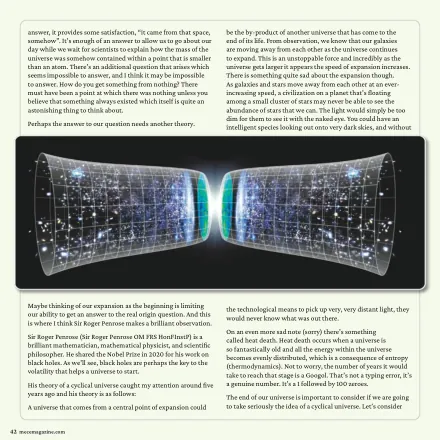 answer, it provides some satisfaction, "it came from that space,
somehow". It's enough of an answer to allow us to go about our
day while we wait for scientists to explain how the mass of the
universe was somehow contained within a point that is smaller
than an atom. There's an additional question that arises which
seems impossible to answer, and I think it may be impossible
to answer. How do you get something from nothing? There
must have been a point at which there was nothing unless you
believe that something always existed which itself is quite an
astonishing thing to think about.
Perhaps the answer to our question needs another theory.
be the by-product of another universe that has come to the
end of its life. From observation, we know that our galaxies
are moving away from each other as the universe continues
to expand. This is an unstoppable force and incredibly as the
universe gets larger it appears the speed of expansion increases.
There is something quite sad about the expansion though.
As galaxies and stars move away from each other at an ever-
increasing speed, a civilization on a planet that's floating
among a small cluster of stars may never be able to see the
abundance of stars that we can. The light would simply be too
dim for them to see it with the naked eye. You could have an
intelligent species looking out onto very dark skies, and without
Maybe thinking of our expansion as the beginning is limiting
our ability to get an answer to the real origin question. And this
is where I think Sir Roger Penrose makes a brilliant observation.
Sir Roger Penrose (Sir Roger Penrose OM FRS HonFInstP) is a
brilliant mathematician, mathematical physicist, and scientific
philosopher. He shared the Nobel Prize in 2020 for his work on
black holes. As we'll see, black holes are perhaps the key to the
volatility that helps a universe to start.
His theory of a cyclical universe caught my attention around five
years ago and his theory is as follows:
A universe that comes from a central point of expansion could
the technological means to pick up very, very distant light, they
would never know what was out there.
On an even more sad note (sorry) there's something
called heat death. Heat death occurs when a universe is
so fantastically old and all the energy within the universe
becomes evenly distributed, which is a consequence of entropy
(thermodynamics). Not to worry, the number of years it would
take to reach that stage is a Googol. That's not a typing error, it's
a genuine number. It's a 1 followed by 100 zeroes.
The end of our universe is important to consider if we are going
to take seriously the idea of a cyclical universe. Let's consider
42 mecomagazine.com